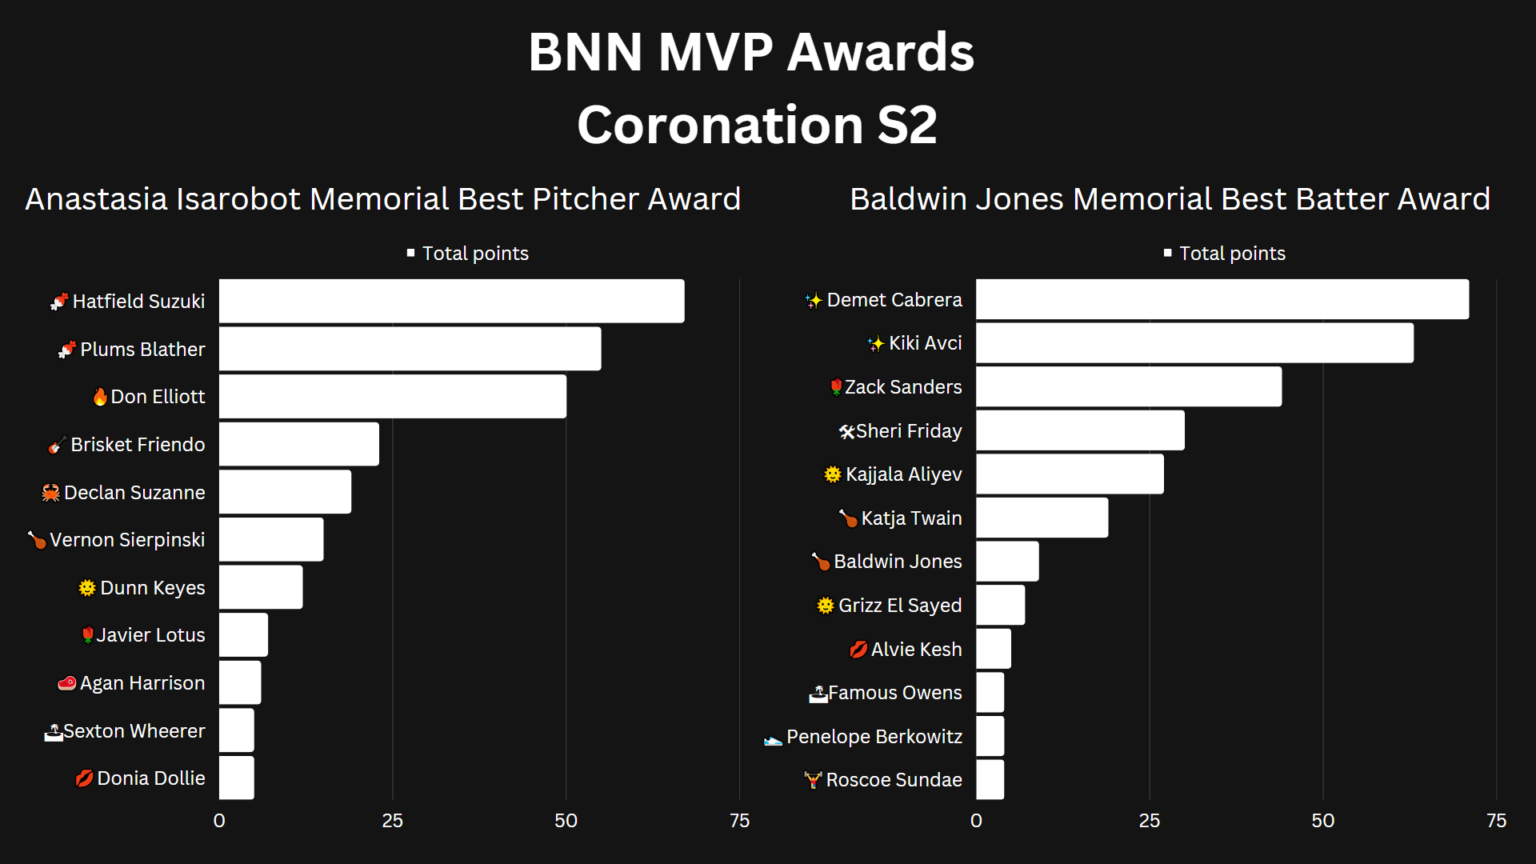 BNN MVP Awards
Coronation S2
Anastasia Isarobot Memorial Best Pitcher Award
Total points
Hatfield Suzuki
Plums Blather
Don Elliott
Brisket Friendo
Declan Suzanne
Vernon Sierpinski
Dunn Keyes
Javier Lotus
Agan Harrison
Sexton Wheerer
Donia Dollie
0 25 50 75
Baldwin Jones Memorial Best Batter Award
Total points
Demet Cabrera
Kiki Avci
Zack Sanders
Sheri Friday
Kajjala Aliyev
Katja Twain
Baldwin Jones
Grizz El Sayed
Alvie Kesh
Famous Owens
Penelope Berkowitz
Roscoe Sundae
0 25 50 75